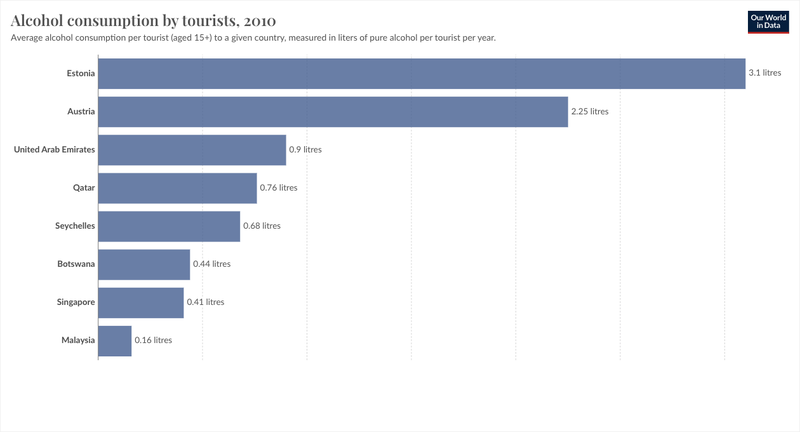 Alcohol consumption by tourists, 2010
Average alcohol consumption per tourist (aged 15+) to a given country, measured in liters of pure alcohol per tourist per year.
Our World
in Data
Estonia 3.1 litres
Austria 2.25 litres
United Arab Emirates 0.9 litres
Qatar 0.76 litres
Seychelles 0.68 litres
Botswana 0.44 litres
Singapore 0.41 litres
Malaysia 0.16 litres